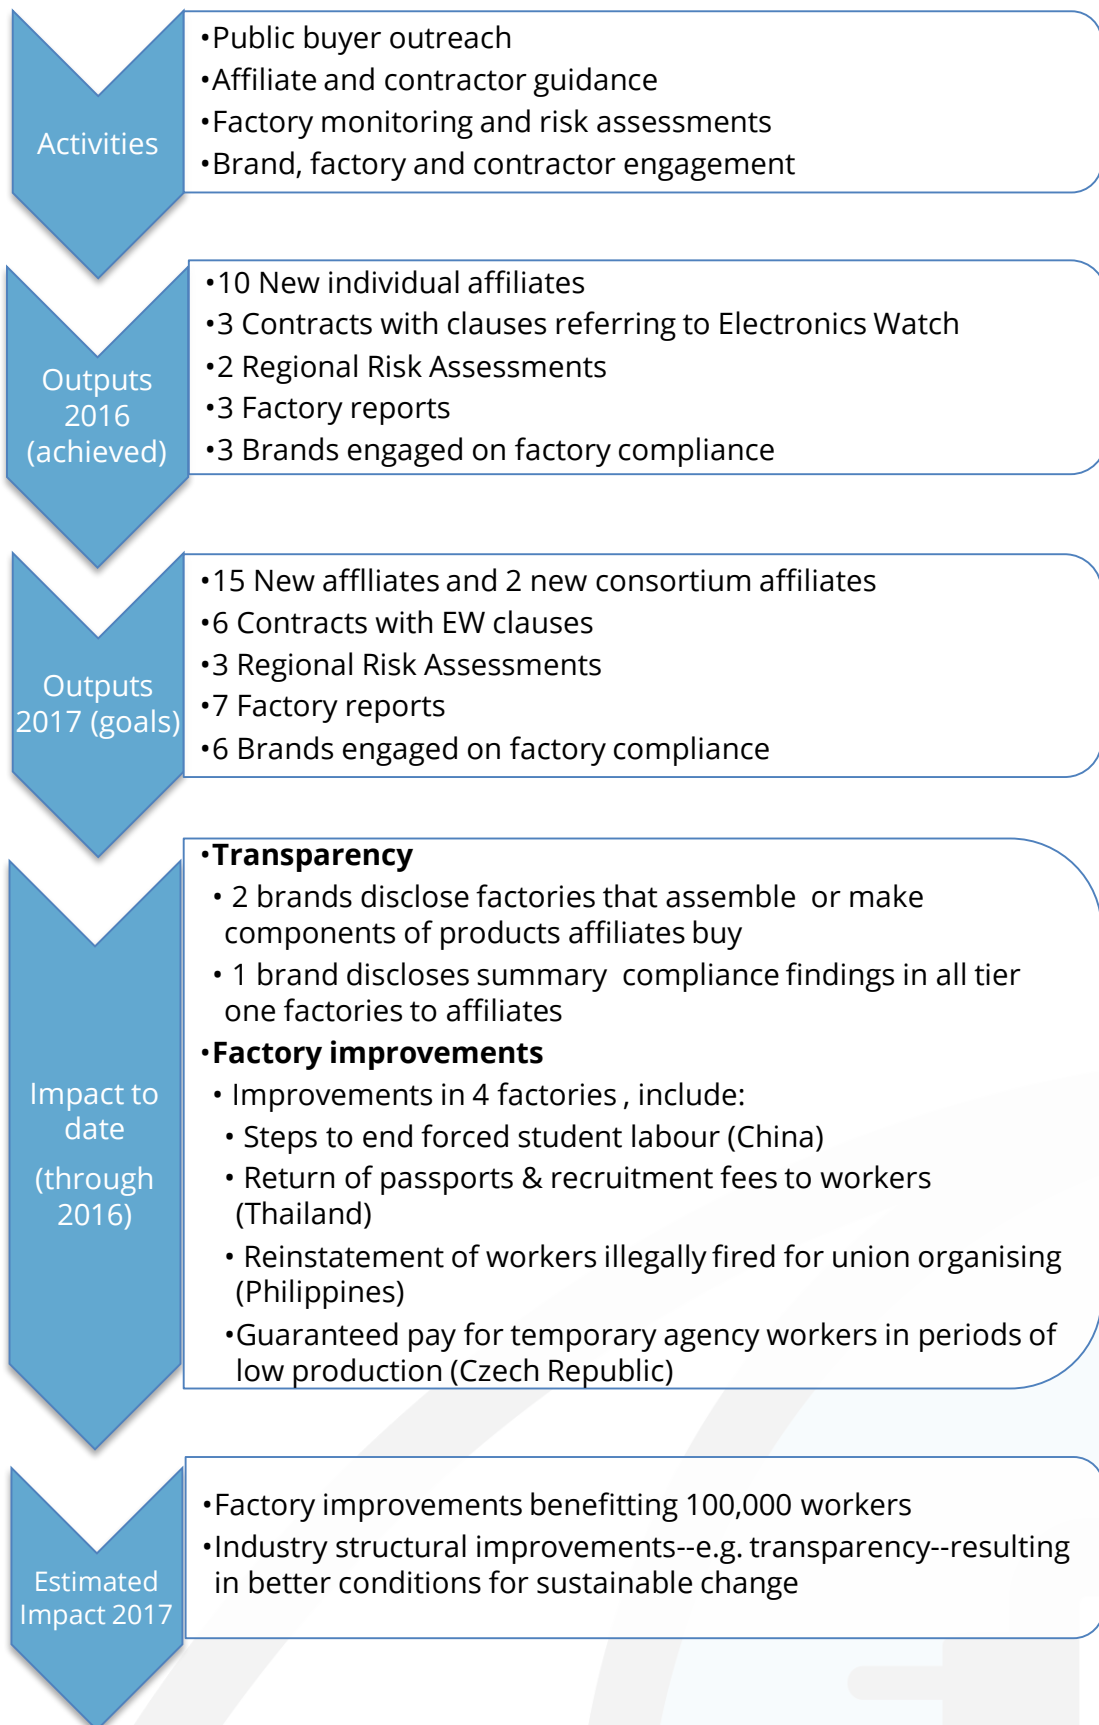 Activities
•Public buyer outreach
•Affiliate and contractor guidance
•Factory monitoring and risk assessments
•Brand, factory and contractor engagement
Outputs
2016
(achieved)
•10 New individual affiliates
•3 Contracts with clauses referring to Electronics Watch
•2 Regional Risk Assessments
•3 Factory reports
•3 Brands engaged on factory compliance
Outputs
2017 (goals)
•15 New afflliates and 2 new consortium affiliates
•6 Contracts with EW clauses
•3 Regional Risk Assessments
•7 Factory reports
•6 Brands engaged on factory compliance
Impact to
date
(through
2016)
•Transparency
• 2 brands disclose factories that assemble or make
components of products affiliates buy
• 1 brand discloses summary compliance findings in all tier
one factories to affiliates
•Factory improvements
• Improvements in 4 factories , include:
• Steps to end forced student labour (China)
• Return of passports & recruitment fees to workers
(Thailand)
• Reinstatement of workers illegally fired for union organising
(Philippines)
•Guaranteed pay for temporary agency workers in periods of
low production (Czech Republic)
Estimated
Impact 2017
•Factory improvements benefitting 100,000 workers
•Industry structural improvements--e.g. transparency--resulting
in better conditions for sustainable change